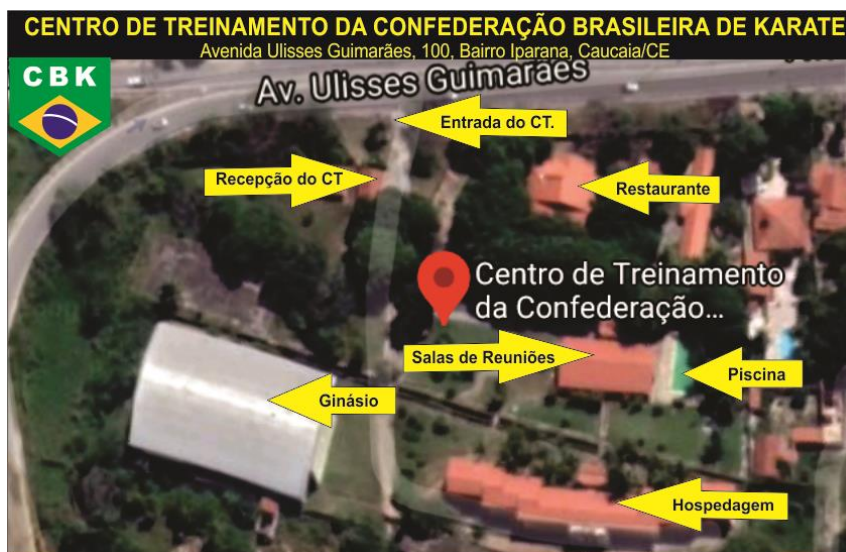 CENTRO DE TREINAMENTO DA CONFEDERAÇÃO BRASILEIRA DE KARATE
Avenida Ulisses Guimarães, 100, Bairro Iparana, Caucaia/CE
CBK
Av. Ulisses Guimarães
Entrada do CT.
Recepção do CT
Restaurante
Centro de Treinamento
da Confederação...
Salas de Reuniões
Piscina
Ginásio
Hospedagem